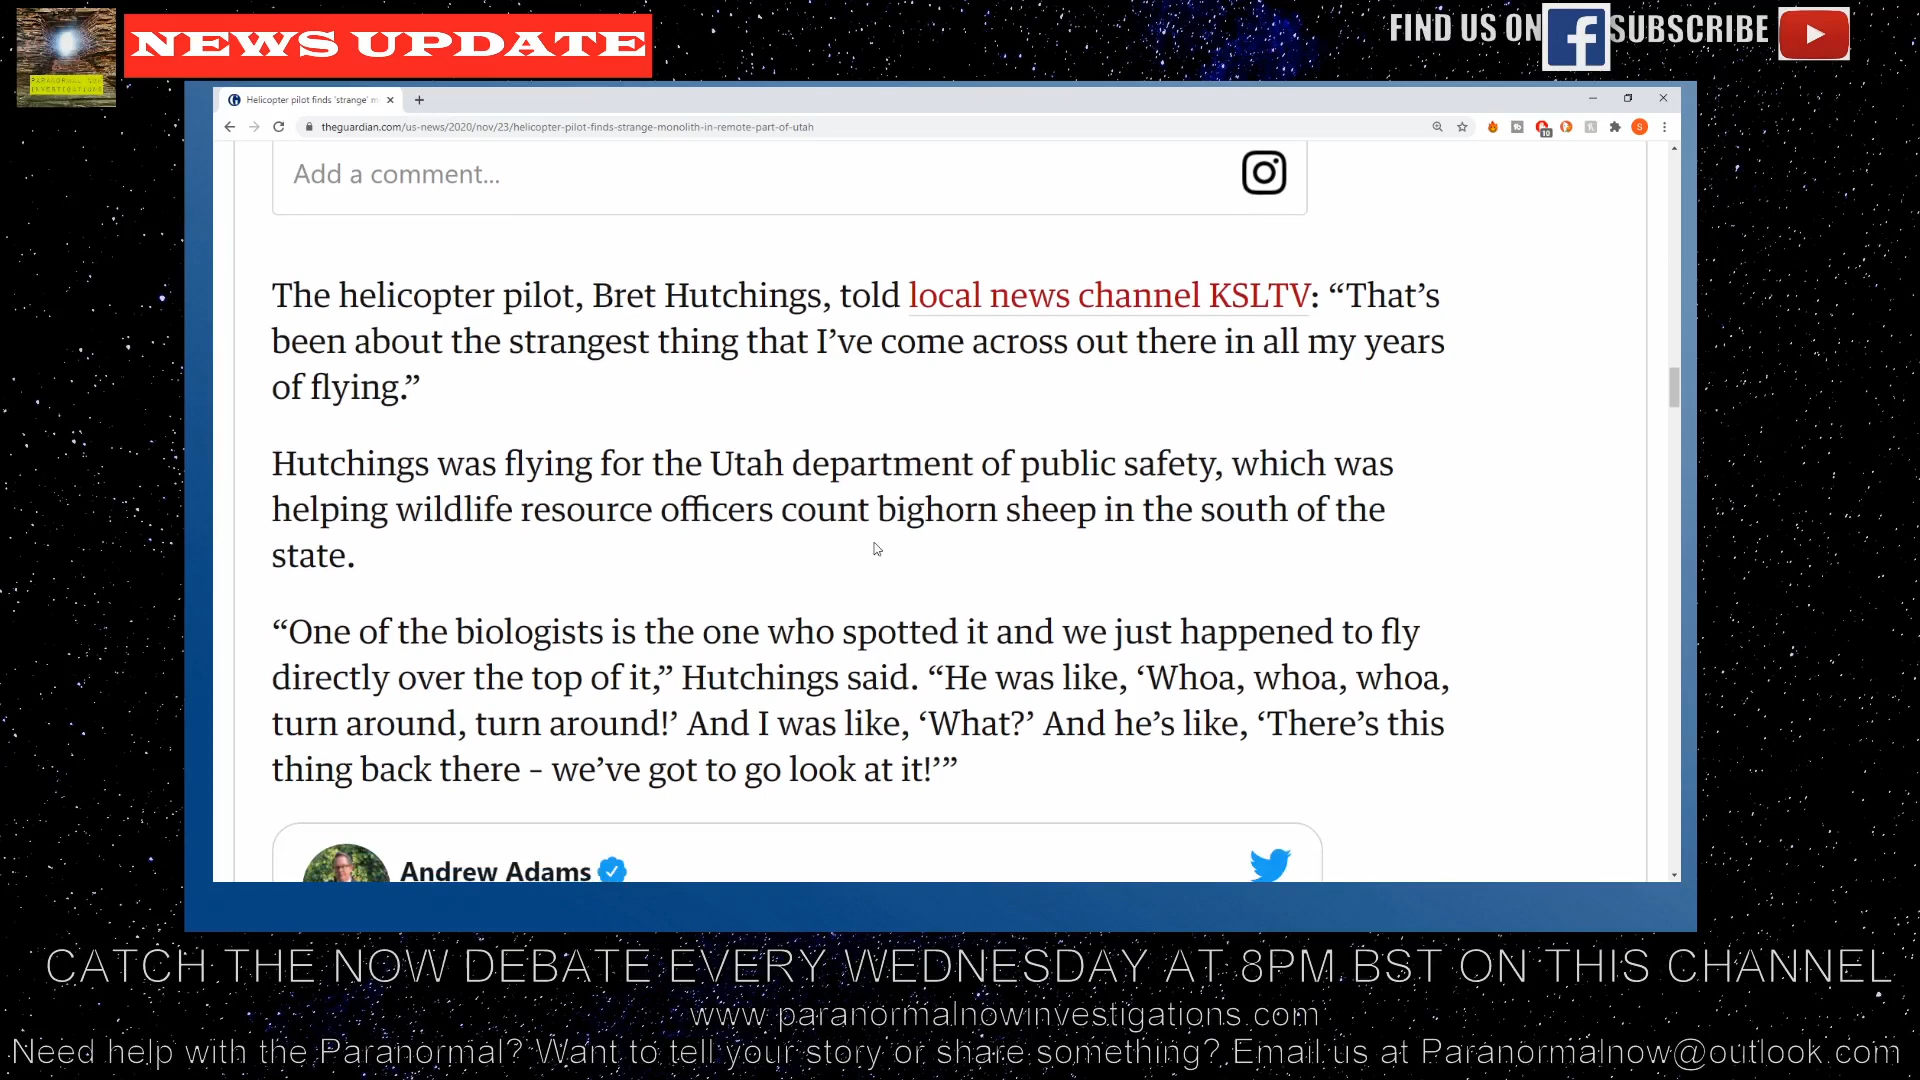 NEWS UPDATE
FIND US ON
SUBSCRIBE
PARANORMAL NOW
INVESTIGATIONS
Helicopter pilot finds 'strange' m
theguardian.com/us-news/2020/nov/23/helicopter-pilot-finds-strange-monolith-in-remote-part-of-utah
10
S
Add a comment...
The helicopter pilot, Bret Hutchings, told local news channel KSLTV: “That’s
been about the strangest thing that I’ve come across out there in all my years
of flying.”
Hutchings was flying for the Utah department of public safety, which was
helping wildlife resource officers count bighorn sheep in the south of the
state.
“One of the biologists is the one who spotted it and we just happened to fly
directly over the top of it,” Hutchings said. “He was like, ‘Whoa, whoa, whoa,
turn around, turn around!’ And I was like, ‘What?’ And he’s like, ‘There’s this
thing back there – we’ve got to go look at it!’”
Andrew Adams
CATCH THE NOW DEBATE EVERY WEDNESDAY AT 8PM BST ON THIS CHANNEL
www.paranormalnowinvestigations.com
Need help with the Paranormal? Want to tell your story or share something? Email us at Paranormalnow@outlook.com